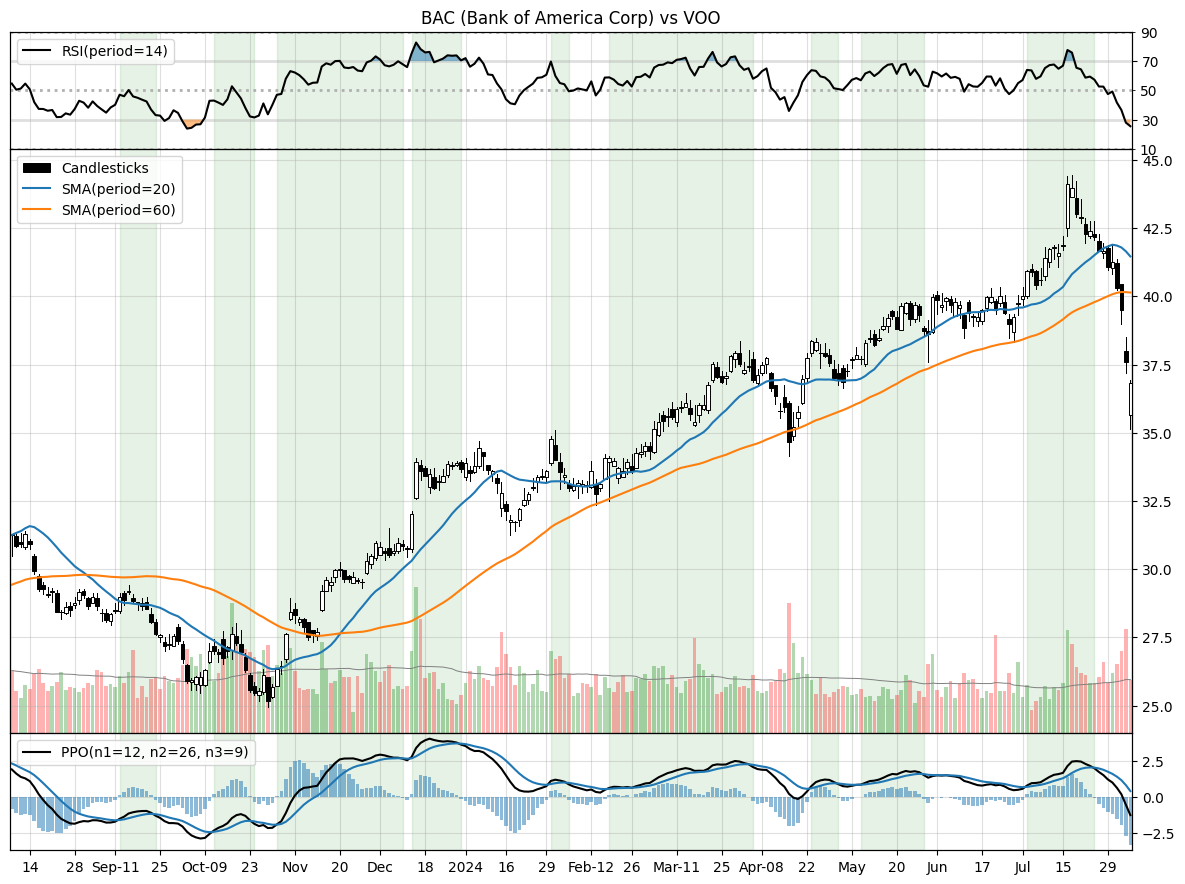 BAC (Bank of America Corp) vs VOO
RSI(period=14)
90
70
50
30
10
Candlesticks
SMA(period=20)
SMA(period=60)
45.0
42.5
40.0
37.5
35.0
32.5
30.0
27.5
25.0
PPO(n1=12, n2=26, n3=9)
2.5
0.0
−2.5
14 28 Sep-11 25 Oct-09 23 Nov 20 Dec 18 2024 16 29 Feb-12 26 Mar-11 25 Apr-08 22 May 20 Jun 17 Jul 15 29